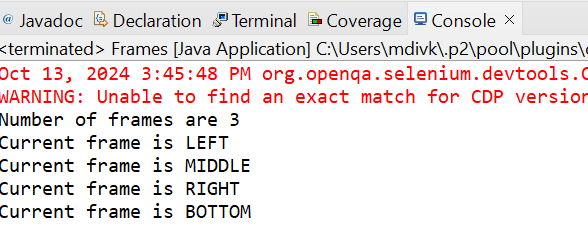 Javadoc Declaration Terminal Coverage Console
<terminated> Frames [Java Application] C:\Users\mdivk\.p2\pool\plugins\
Oct 13, 2024 3:45:48 PM org.openqa.selenium.devtools.C
WARNING: Unable to find an exact match for CDP version
Number of frames are 3
Current frame is LEFT
Current frame is MIDDLE
Current frame is RIGHT
Current frame is BOTTOM